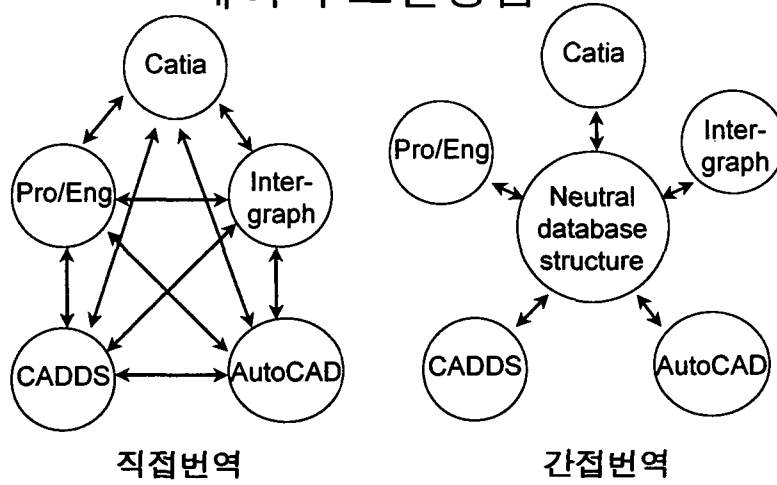 Catia
Pro/Eng
Inter-
graph
CADDS
AutoCAD
직접번역
Catia
Pro/Eng
Inter-
graph
Neutral
database
structure
CADDS
AutoCAD
간접번역